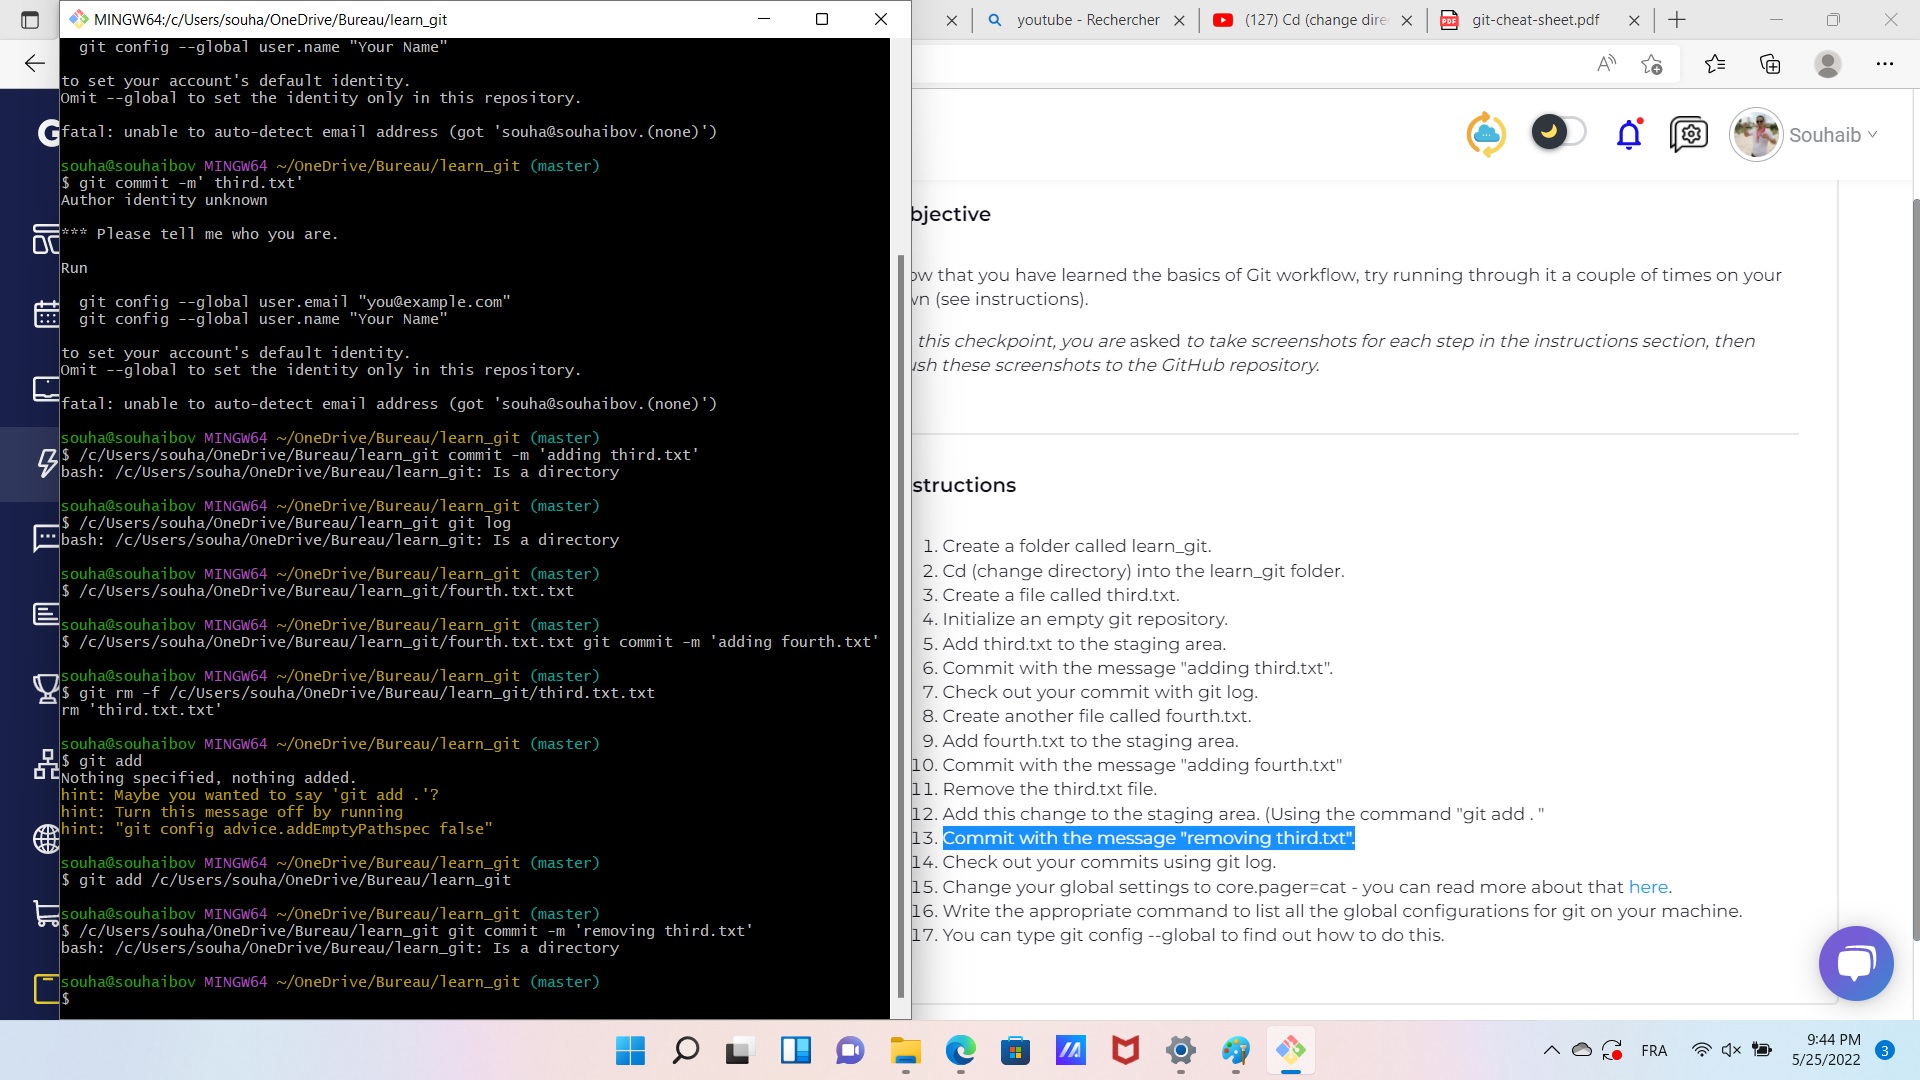 MINGW64:/c/Users/souha/OneDrive/Bureau/learn_git
youtube - Rechercher
(127) Cd (change dire
git-cheat-sheet.pdf
git config --global user.name "Your Name"
to set your account's default identity.
Omit --global to set the identity only in this repository.
fatal: unable to auto-detect email address (got 'souha@souhaibov.(none)')
souha@souhaibov MINGW64 ~/OneDrive/Bureau/learn_git (master)
$ git commit -m' third.txt'
Author identity unknown
*** Please tell me who you are.
Run
git config --global user.email "you@example.com"
git config --global user.name "Your Name"
to set your account's default identity.
Omit --global to set the identity only in this repository.
fatal: unable to auto-detect email address (got 'souha@souhaibov.(none)')
souha@souhaibov MINGW64 ~/OneDrive/Bureau/learn_git (master)
$ /c/Users/souha/OneDrive/Bureau/learn_git commit -m 'adding third.txt'
bash: /c/Users/souha/OneDrive/Bureau/learn_git: Is a directory
souha@souhaibov MINGW64 ~/OneDrive/Bureau/learn_git (master)
$ /c/Users/souha/OneDrive/Bureau/learn_git git log
bash: /c/Users/souha/OneDrive/Bureau/learn_git: Is a directory
souha@souhaibov MINGW64 ~/OneDrive/Bureau/learn_git (master)
$ /c/Users/souha/OneDrive/Bureau/learn_git/fourth.txt.txt
souha@souhaibov MINGW64 ~/OneDrive/Bureau/learn_git (master)
$ /c/Users/souha/OneDrive/Bureau/learn_git/fourth.txt.txt git commit -m 'adding fourth.txt'
souha@souhaibov MINGW64 ~/OneDrive/Bureau/learn_git (master)
$ git rm -f /c/Users/souha/OneDrive/Bureau/learn_git/third.txt.txt
rm 'third.txt.txt'
souha@souhaibov MINGW64 ~/OneDrive/Bureau/learn_git (master)
$ git add
Nothing specified, nothing added.
hint: Maybe you wanted to say 'git add .'?
hint: Turn this message off by running
hint: "git config advice.addEmptyPathspec false"
souha@souhaibov MINGW64 ~/OneDrive/Bureau/learn_git (master)
$ git add /c/Users/souha/OneDrive/Bureau/learn_git
souha@souhaibov MINGW64 ~/OneDrive/Bureau/learn_git (master)
$ /c/Users/souha/OneDrive/Bureau/learn_git git commit -m 'removing third.txt'
bash: /c/Users/souha/OneDrive/Bureau/learn_git: Is a directory
souha@souhaibov MINGW64 ~/OneDrive/Bureau/learn_git (master)
$
Souhaib
bjective
ow that you have learned the basics of Git workflow, try running through it a couple of times on your
vn (see instructions).
this checkpoint, you are asked to take screenshots for each step in the instructions section, then
ush these screenshots to the GitHub repository.
structions
1. Create a folder called learn_git.
2. Cd (change directory) into the learn_git folder.
3. Create a file called third.txt.
4. Initialize an empty git repository.
5. Add third.txt to the staging area.
6. Commit with the message "adding third.txt".
7. Check out your commit with git log.
8. Create another file called fourth.txt.
9. Add fourth.txt to the staging area.
10. Commit with the message "adding fourth.txt"
11. Remove the third.txt file.
12. Add this change to the staging area. (Using the command "git add . "
13. Commit with the message "removing third.txt".
14. Check out your commits using git log.
15. Change your global settings to core.pager=cat - you can read more about that here.
16. Write the appropriate command to list all the global configurations for git on your machine.
17. You can type git config --global to find out how to do this.
FRA
9:44 PM
5/25/2022
3